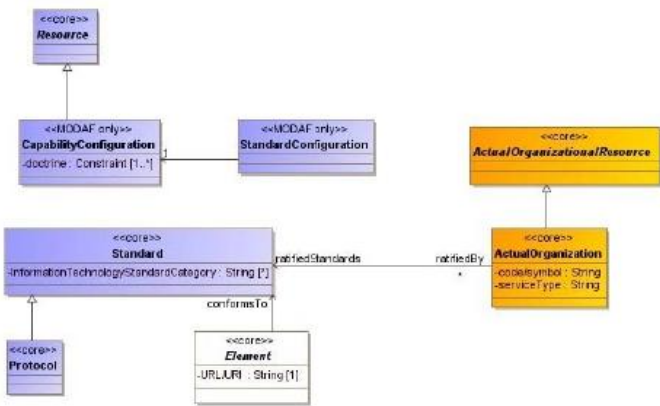 <<core>>
Resource
<<MODAF only>>
CapabilityConfiguration
-doctrine : Constraint [1..*]
1
<<MODAF only>>
StandardConfiguration
<<core>>
ActualOrganizationalResource
<<core>>
Standard
-InformationTechnologyStandardCategory : String [*]
ratifiedStandards
ratifiedBy
*
<<core>>
ActualOrganization
-code/symbol : String
-serviceType : String
conformsTo
<<core>>
Protocol
<<core>>
Element
-URL/URI : String [1]